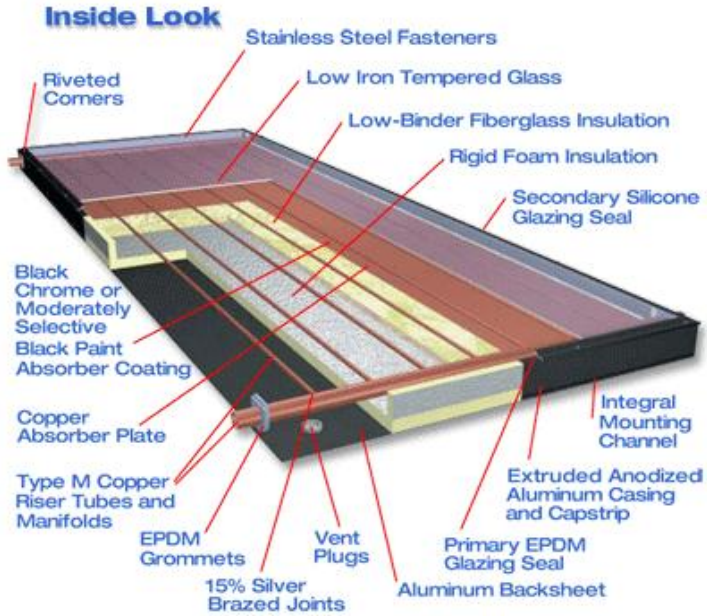 Inside Look
Stainless Steel Fasteners
Riveted
Corners
Low Iron Tempered Glass
Low-Binder Fiberglass Insulation
Rigid Foam Insulation
Secondary Silicone
Glazing Seal
Black
Chrome or
Moderately
Selective
Black Paint
Absorber Coating
Copper
Absorber Plate
Type M Copper
Riser Tubes and
Manifolds
EPDM
Grommets
15% Silver
Brazed Joints
Vent
Plugs
Aluminum Backsheet
Primary EPDM
Glazing Seal
Extruded Anodized
Aluminum Casing
and Capstrip
Integral
Mounting
Channel